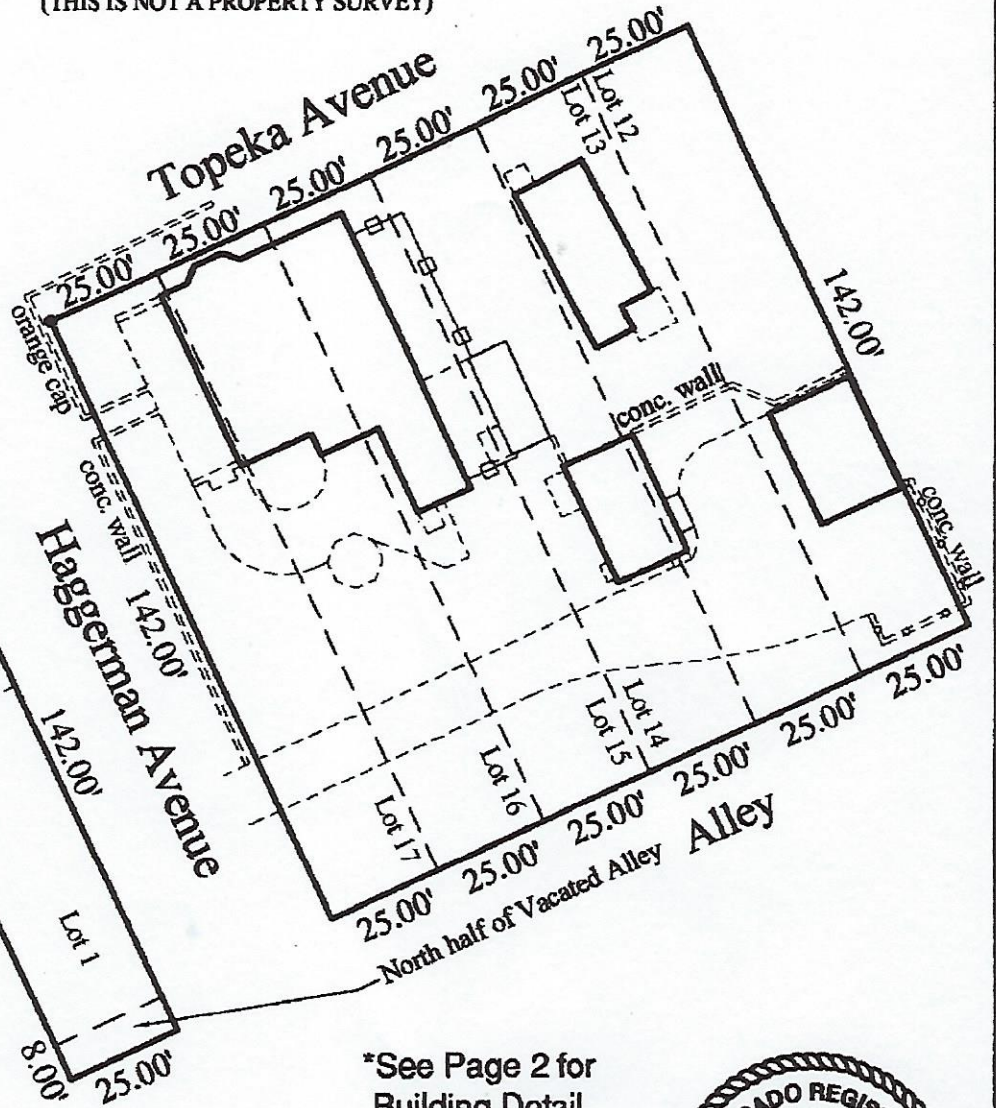 (THIS IS NOT A PROPERTY SURVEY)
Topeka Avenue
25.00'
25.00'
25.00'
25.00'
25.00'
25.00'
Lot 12
Lot 13
orange cap
conc. wall
142.00'
conc. wall
142.00'
conc. wall
Haggerman Avenue
142.00'
Lot 14
Lot 15
Lot 16
Lot 17
25.00'
25.00'
25.00'
25.00'
25.00'
25.00'
Alley
North half of Vacated Alley
Lot 1
8.00'
25.00'
*See Page 2 for
Building Detail
ADO REGIS